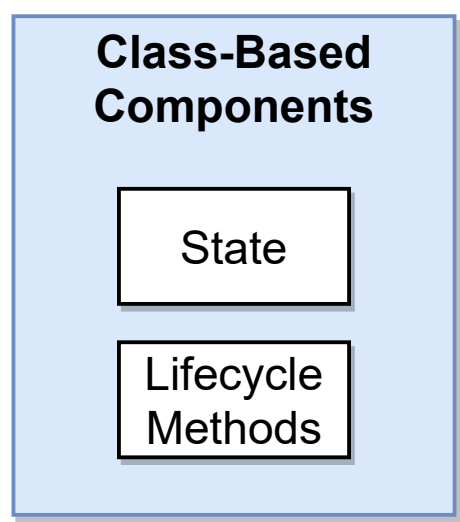 Class-Based
Components
State
Lifecycle
Methods